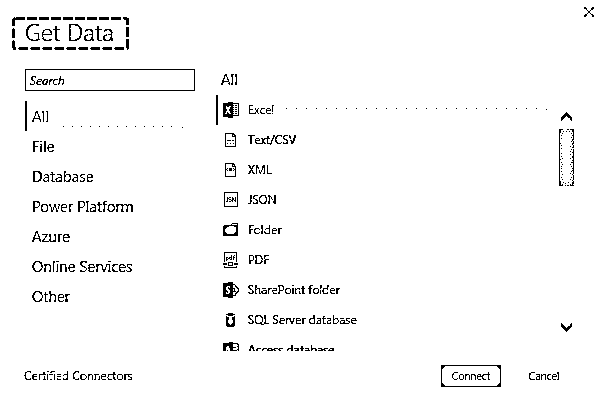 Get Data
Search
All
File
Database
Power Platform
Azure
Online Services
Other
All
Excel
Text/CSV
XML
JSON
Folder
PDF
SharePoint folder
SQL Server database
Access database
Certified Connectors
Connect
Cancel